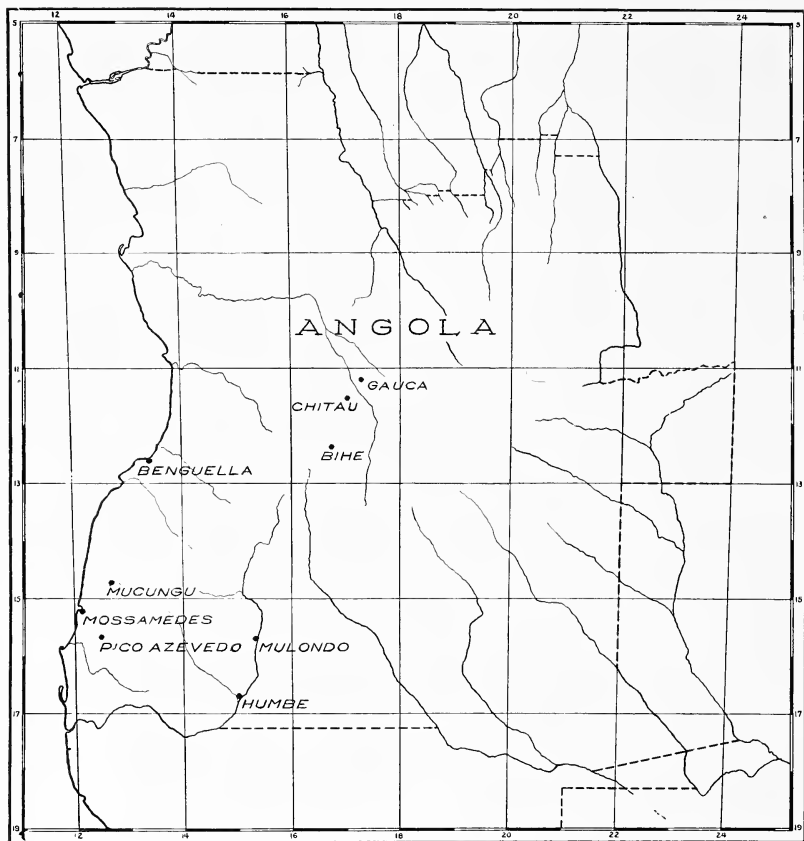 12 14 16 18 20 22 24
5 5
7 7
9 9
ANGOLA
11 11
GAUCA
CHITAU
BIHE
BENGUELLA
13 13
MUCUNGU
15 15
MOSSAMEDES
PICO AZEVEDO MULONDO
HUMBE
17 17
19 19
12 14 16 18 20 22 24